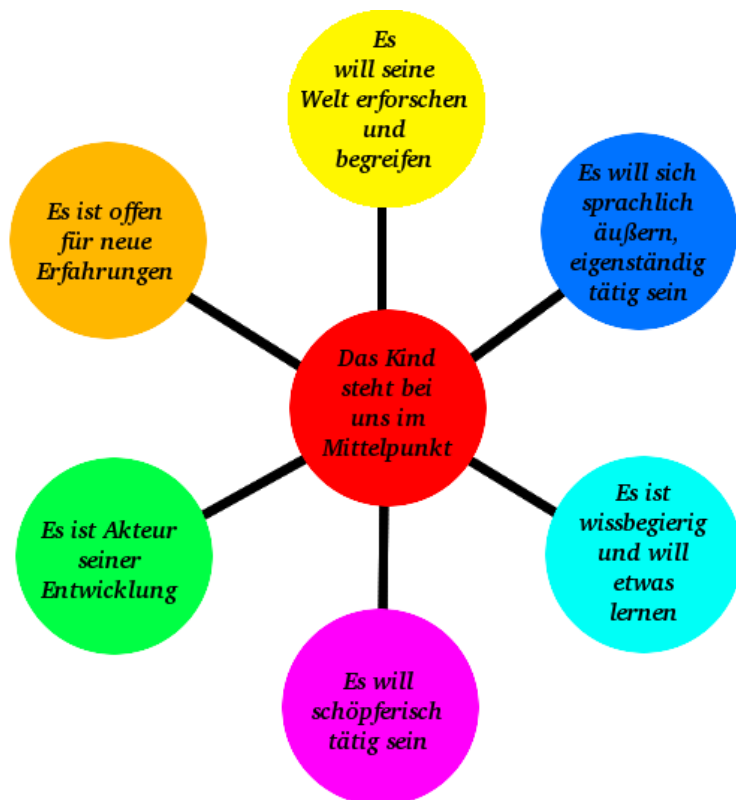 Es
will seine
Welt erforschen
und
begreifen
Es will sich
sprachlich
äußern,
eigenständig
tätig sein
Es ist offen
für neue
Erfahrungen
Das Kind
steht bei
uns im
Mittelpunkt
Es ist
wissbegierig
und will
etwas
lernen
Es ist Akteur
seiner
Entwicklung
Es will
schöpferisch
tätig sein